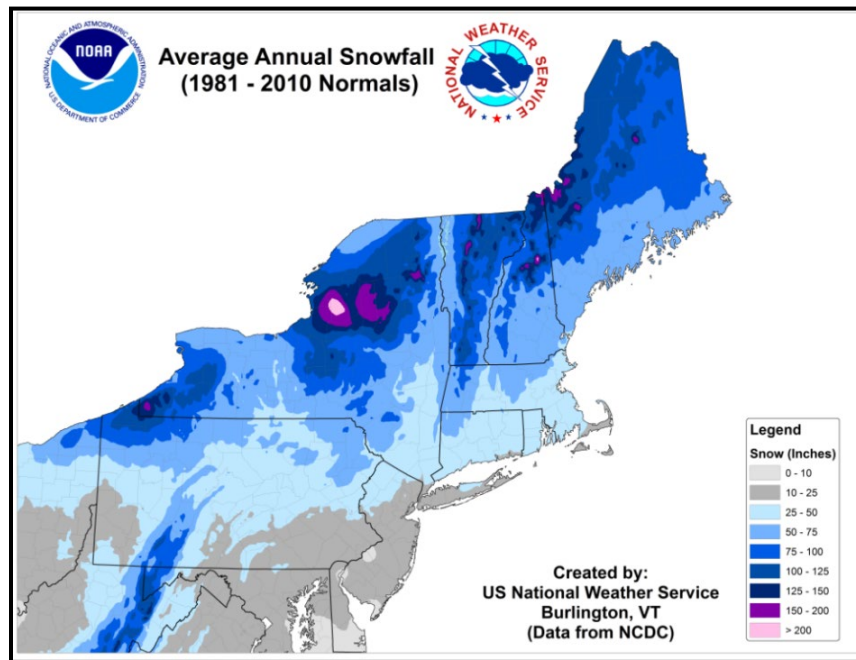 NATIONAL OCEANIC AND ATMOSPHERIC ADMINISTRATION
NOAA
U.S. DEPARTMENT OF COMMERCE
Average Annual Snowfall
(1981 - 2010 Normals)
NATIONAL WEATHER SERVICE
Legend
Snow (Inches)
0 - 10
10 - 25
25 - 50
50 - 75
75 - 100
100 - 125
125 - 150
150 - 200
> 200
Created by:
US National Weather Service
Burlington, VT
(Data from NCDC)